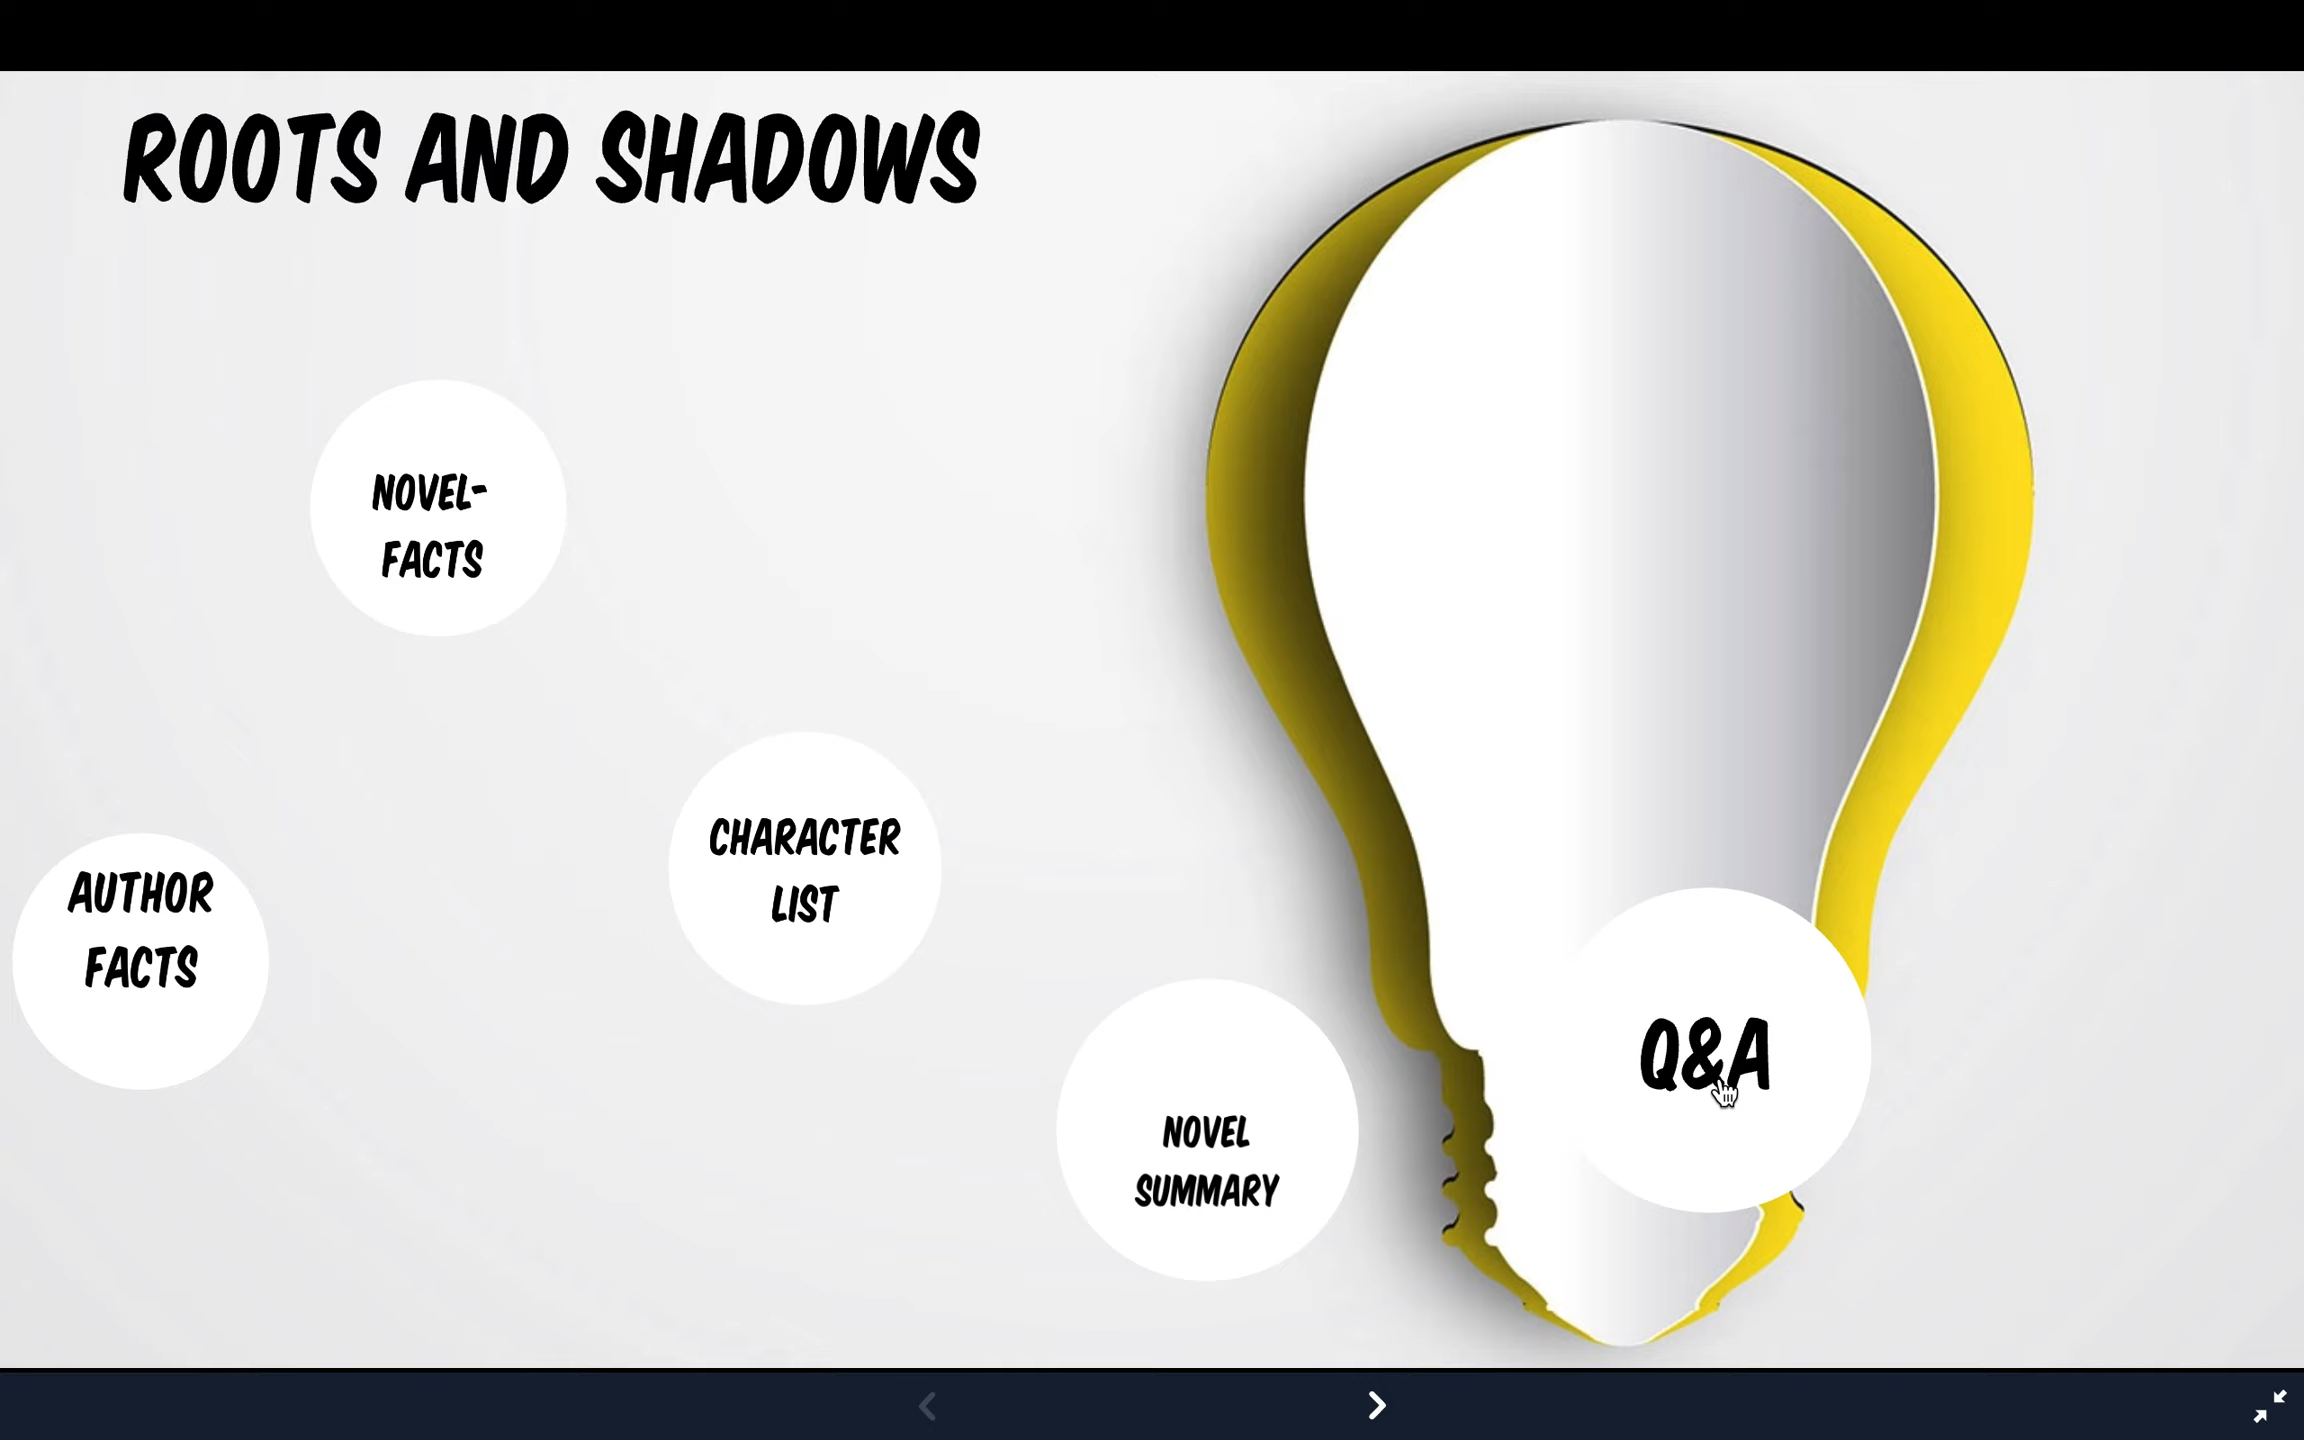 ROOTS AND SHADOWS
NOVEL-
FACTS
CHARACTER
LIST
AUTHOR
FACTS
NOVEL
SUMMARY
Q&A